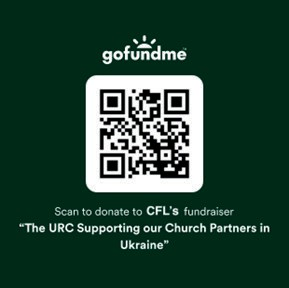 gofundme
Scan to donate to CFL's fundraiser
“The URC Supporting our Church Partners in
Ukraine”